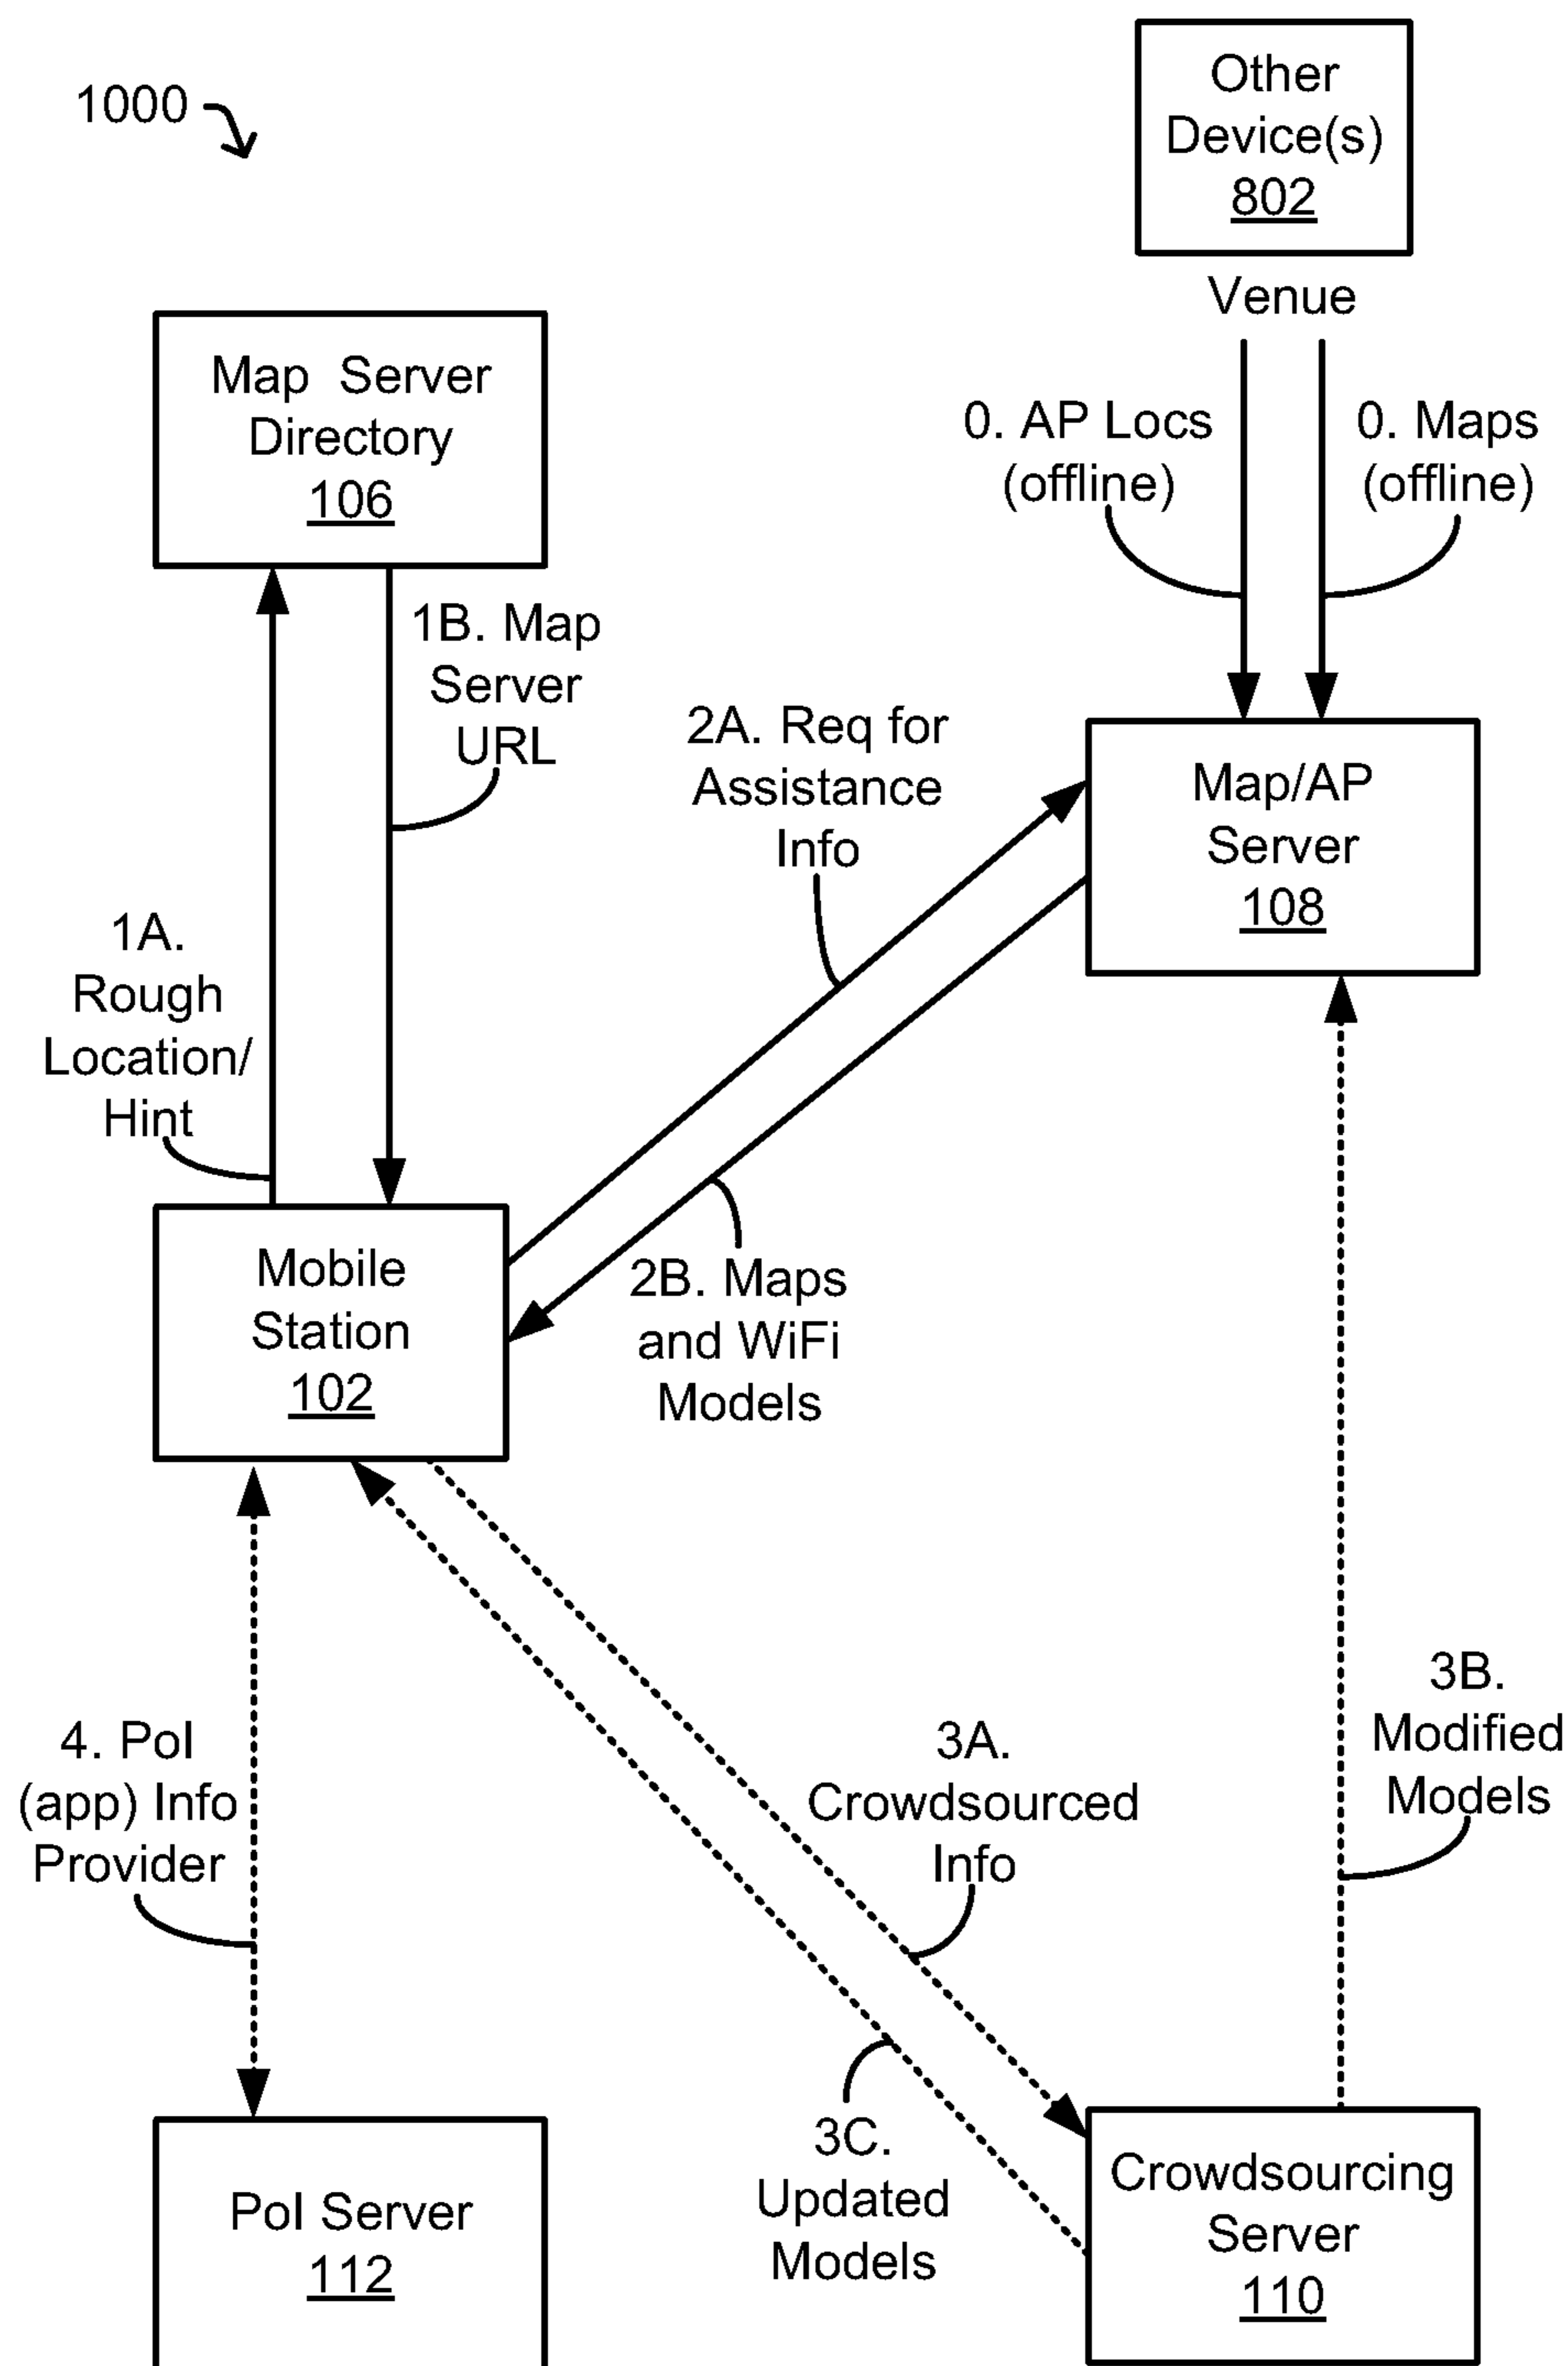 1000
Other
Device(s)
802
Venue
Map Server
Directory
106
0. AP Locs
(offline)
0. Maps
(offline)
1B. Map
Server
URL
2A. Req for
Assistance
Info
Map/AP
Server
108
1A.
Rough
Location/
Hint
Mobile
Station
102
2B. Maps
and WiFi
Models
4. PoI
(app) Info
Provider
3A.
Crowdsourced
Info
3B.
Modified
Models
3C.
Updated
Models
PoI Server
112
Crowdsourcing
Server
110